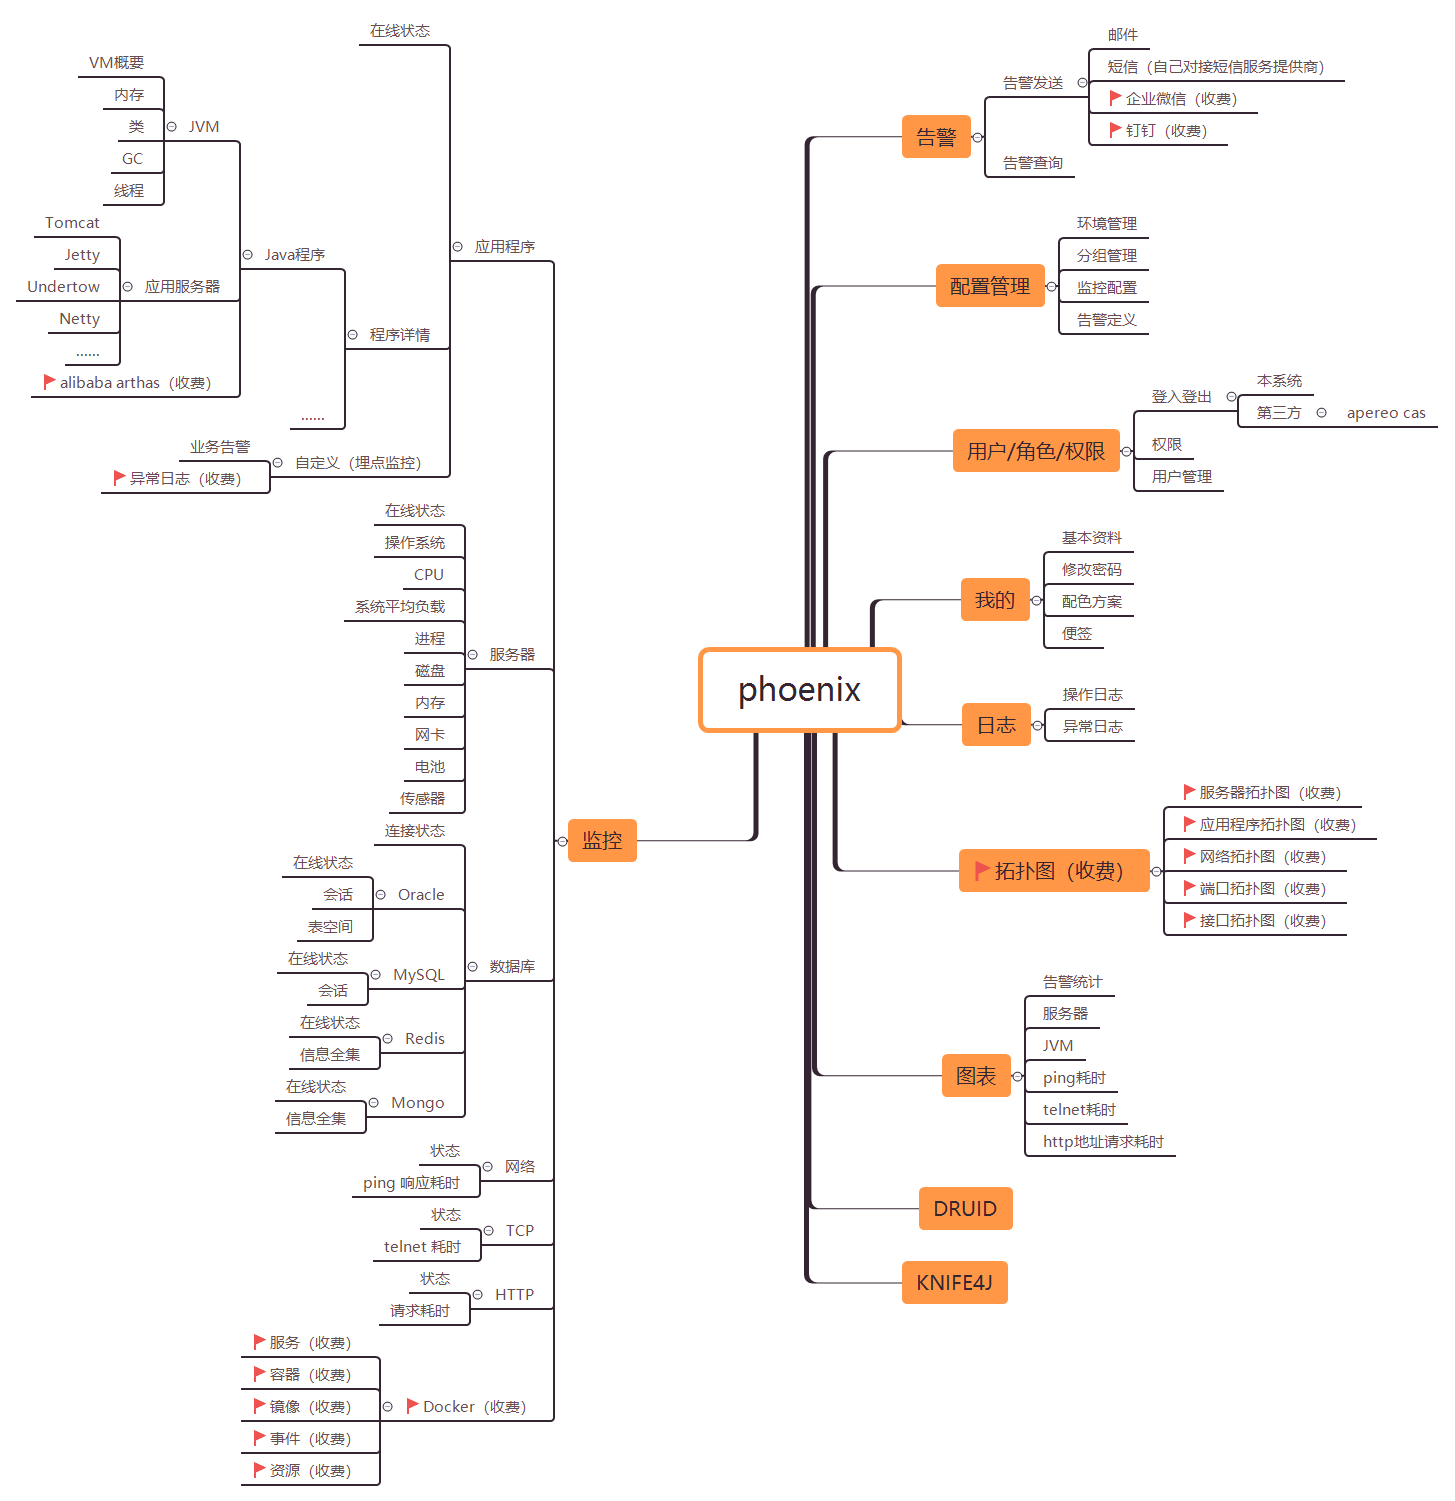 phoenix
告警
告警发送
邮件
短信（自己对接短信服务提供商）
企业微信（收费）
钉钉（收费）
告警查询
配置管理
环境管理
分组管理
监控配置
告警定义
用户/角色/权限
登入登出
本系统
第三方
apereo cas
权限
用户管理
我的
基本资料
修改密码
配色方案
便签
日志
操作日志
异常日志
拓扑图（收费）
服务器拓扑图（收费）
应用程序拓扑图（收费）
网络拓扑图（收费）
端口拓扑图（收费）
接口拓扑图（收费）
图表
告警统计
服务器
JVM
ping耗时
telnet耗时
http地址请求耗时
DRUID
KNIFE4J
监控
应用程序
在线状态
程序详情
Java程序
JVM
VM概要
内存
类
GC
线程
应用服务器
Tomcat
Jetty
Undertow
Netty
......
alibaba arthas（收费）
......
自定义（埋点监控）
业务告警
异常日志（收费）
服务器
在线状态
操作系统
CPU
系统平均负载
进程
磁盘
内存
网卡
电池
传感器
数据库
连接状态
Oracle
在线状态
会话
表空间
MySQL
在线状态
会话
Redis
在线状态
信息全集
Mongo
在线状态
信息全集
网络
状态
ping 响应耗时
TCP
状态
telnet 耗时
HTTP
状态
请求耗时
Docker（收费）
服务（收费）
容器（收费）
镜像（收费）
事件（收费）
资源（收费）